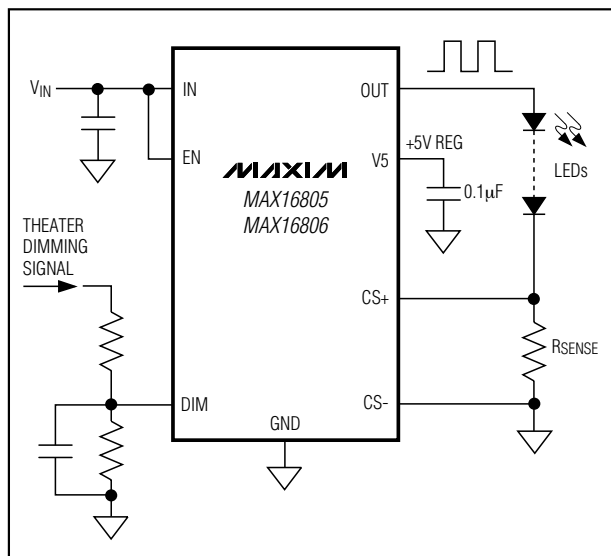 VIN
IN
OUT
EN
V5
+5V REG
0.1µF
LEDs
MAXIM
MAX16805
MAX16806
THEATER
DIMMING
SIGNAL
CS+
RSENSE
DIM
CS-
GND